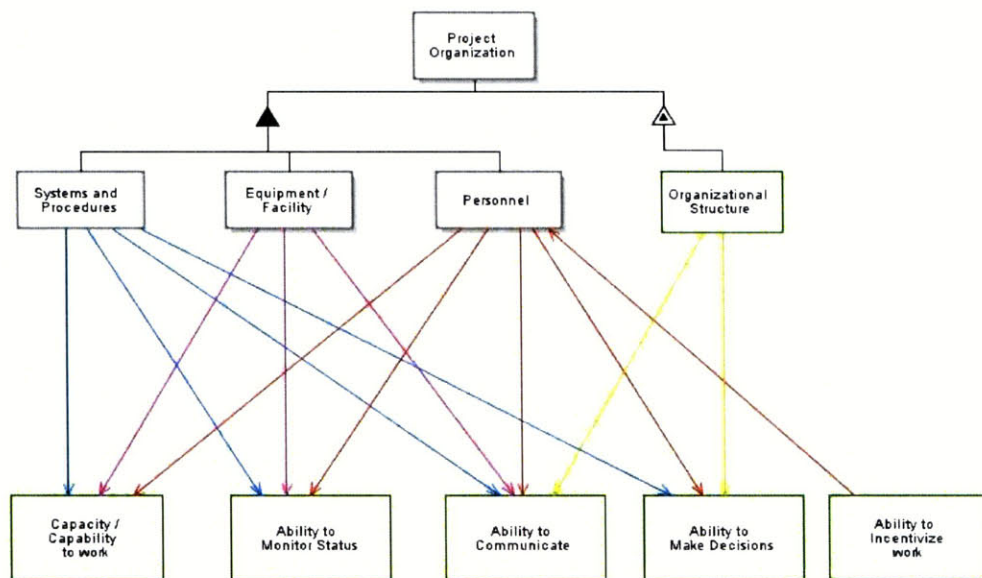 Project
Organization
Systems and
Procedures
Equipment /
Facility
Personnel
Organizational
Structure
Capacity /
Capability
to work
Ability to
Monitor Status
Ability to
Communicate
Ability to
Make Decisions
Ability to
Incentivize
work